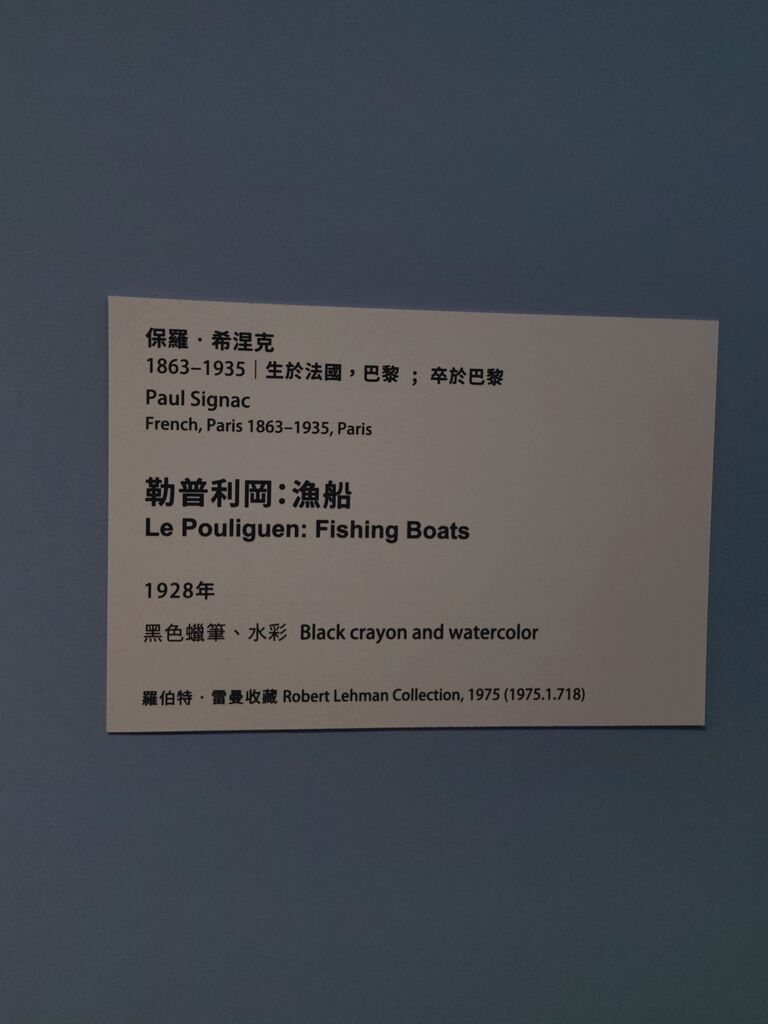 保羅．希涅克
1863–1935｜生於法國，巴黎 ； 卒於巴黎
Paul Signac
French, Paris 1863–1935, Paris
勒普利岡：漁船
Le Pouliguen: Fishing Boats
1928年
黑色蠟筆、水彩 Black crayon and watercolor
羅伯特．雷曼收藏 Robert Lehman Collection, 1975 (1975.1.718)